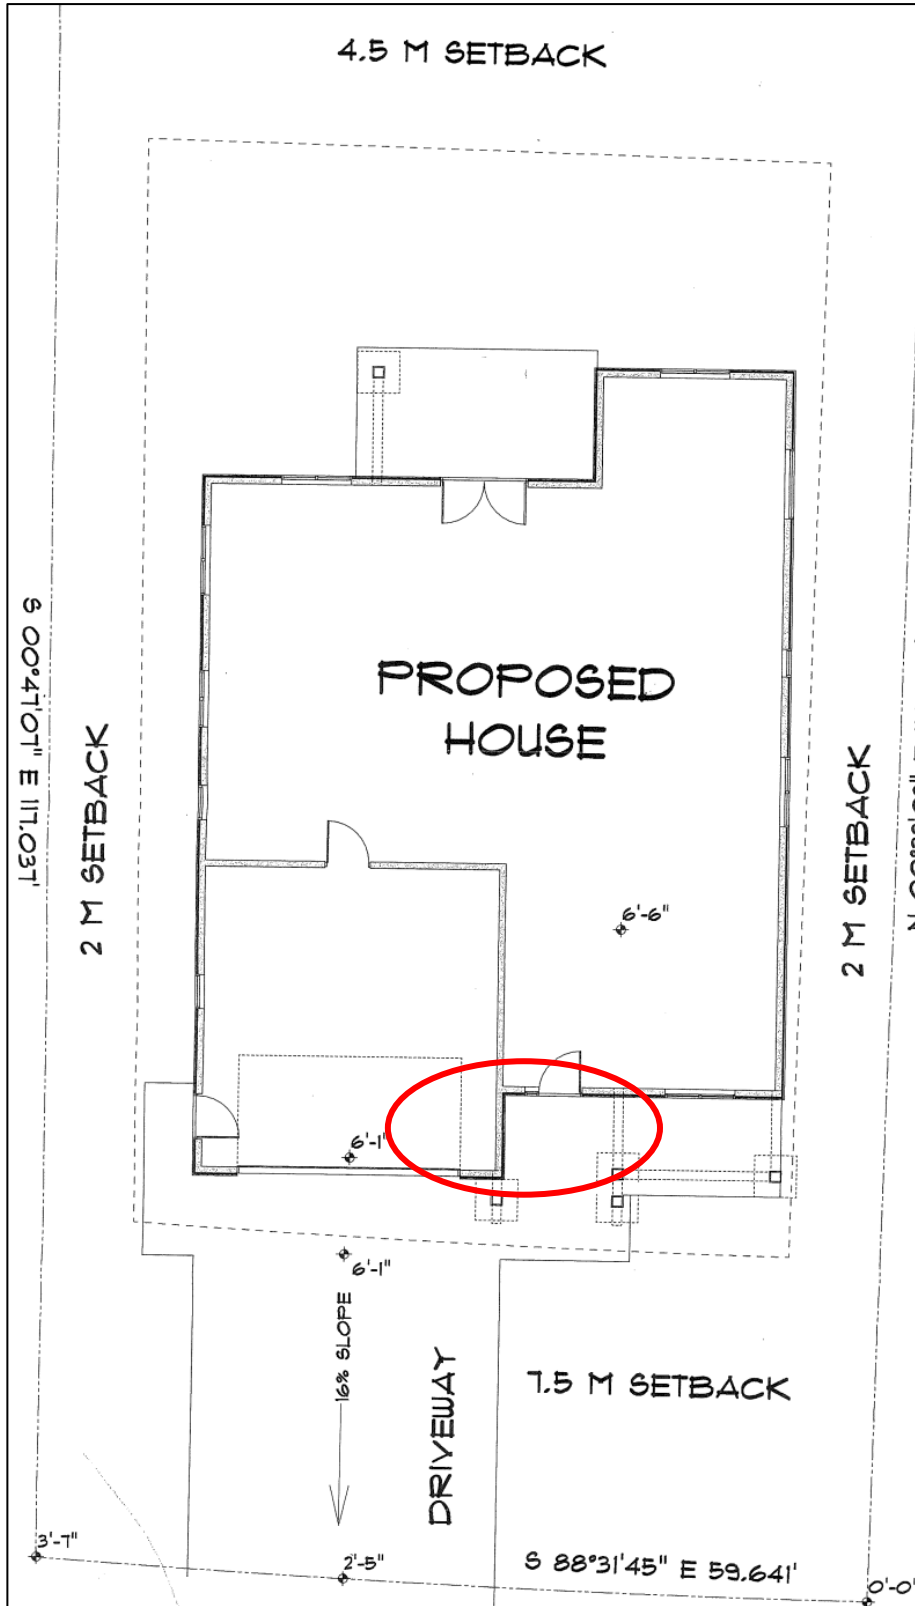 4.5 M SETBACK
S 00°47'07" E 117.037'
2 M SETBACK
PROPOSED
HOUSE
2 M SETBACK
6'-6"
6'-1"
6'-1"
16% SLOPE
DRIVEWAY
7.5 M SETBACK
3'-7"
2'-5"
S 88°31'45" E 59.641'
0'-0"